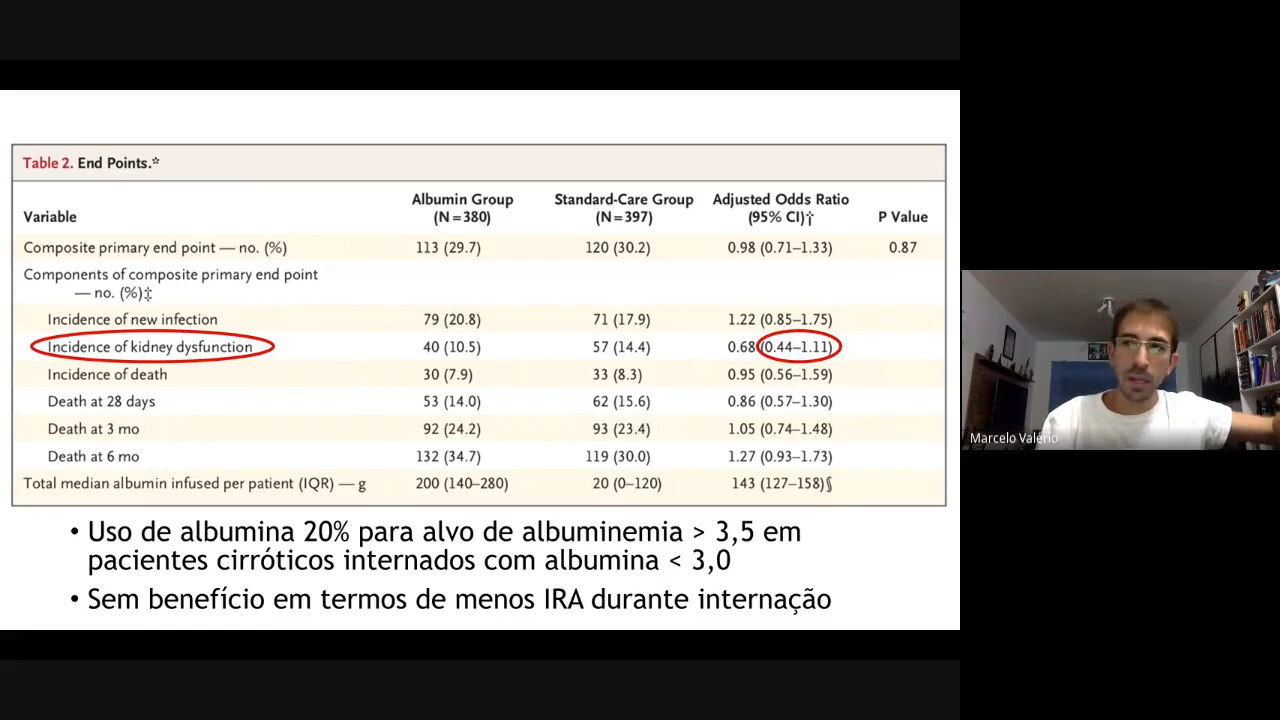 Table 2. End Points.*
Variable Albumin Group (N=380) Standard-Care Group (N=397) Adjusted Odds Ratio (95% CI)† P Value
Composite primary end point — no. (%) 113 (29.7) 120 (30.2) 0.98 (0.71–1.33) 0.87
Components of composite primary end point
— no. (%)‡
Incidence of new infection 79 (20.8) 71 (17.9) 1.22 (0.85–1.75)
Incidence of kidney dysfunction 40 (10.5) 57 (14.4) 0.68 (0.44–1.11)
Incidence of death 30 (7.9) 33 (8.3) 0.95 (0.56–1.59)
Death at 28 days 53 (14.0) 62 (15.6) 0.86 (0.57–1.30)
Death at 3 mo 92 (24.2) 93 (23.4) 1.05 (0.74–1.48)
Death at 6 mo 132 (34.7) 119 (30.0) 1.27 (0.93–1.73)
Total median albumin infused per patient (IQR) — g 200 (140–280) 20 (0–120) 143 (127–158)§
• Uso de albumina 20% para alvo de albuminemia > 3,5 em
pacientes cirróticos internados com albumina < 3,0
• Sem benefício em termos de menos IRA durante internação
Marcelo Valério